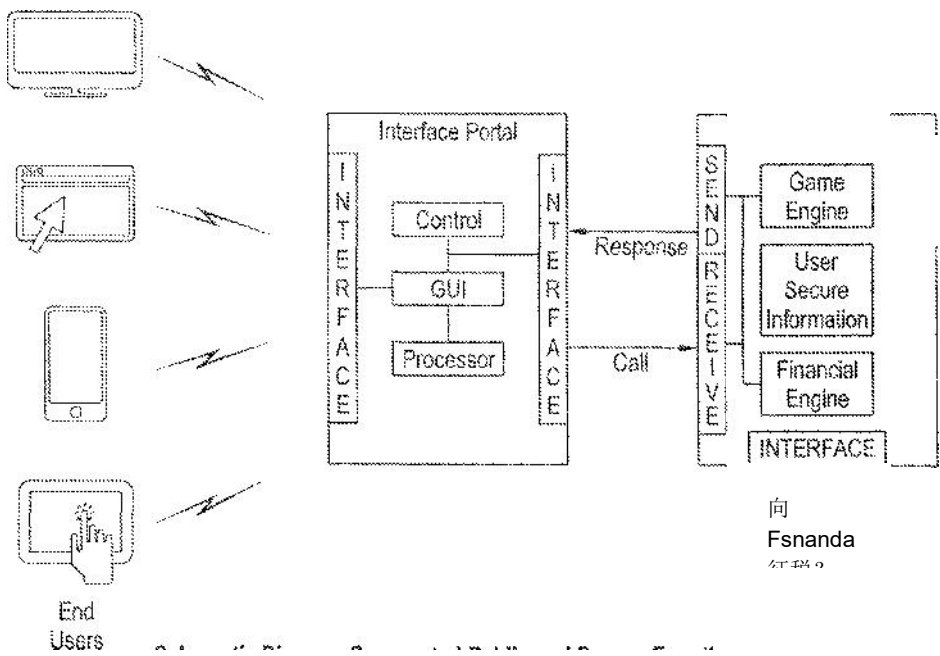 Interface Portal
INTERFACE
Control
GUI
Processor
INTERFACE
Response
Call
SEND
RECEIVE
Game
Engine
User
Secure
Information
Financial
Engine
INTERFACE
向
Fsnanda
End
Users